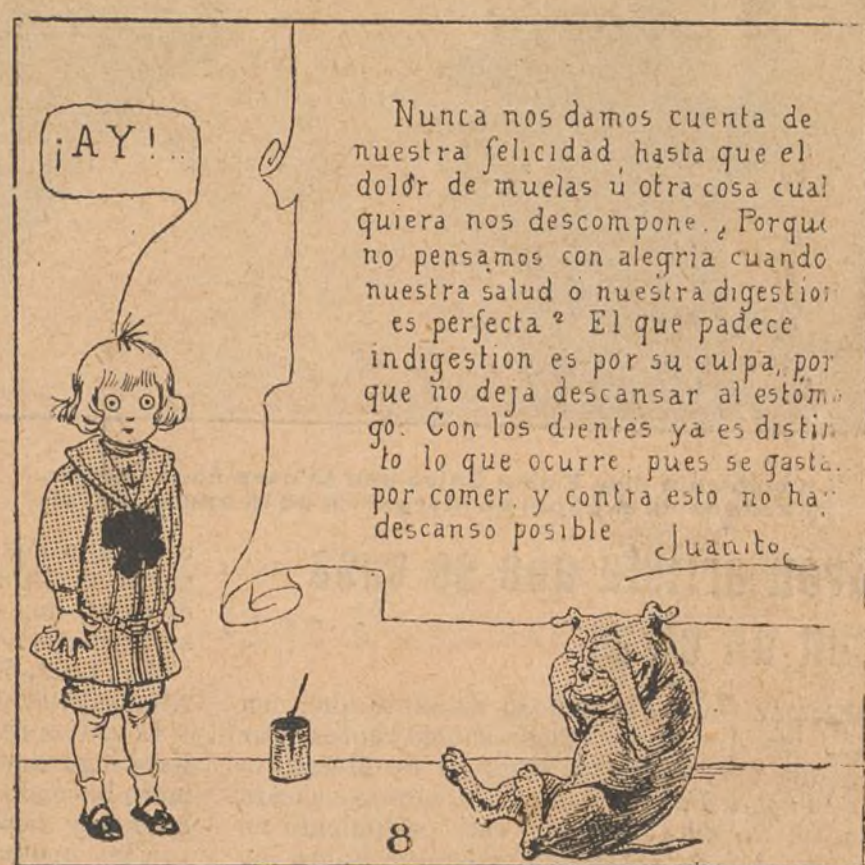 ¡AY!..
Nunca nos damos cuenta de
nuestra felicidad, hasta que el
dolor de muelas u otra cosa cual
quiera nos descompone. ¿Porque
no pensamos con alegria cuando
nuestra salud o nuestra digestion
es perfecta? El que padece
indigestion es por su culpa, por
que no deja descansar al estóma
go. Con los dientes ya es distin
to lo que ocurre, pues se gasta
por comer, y contra esto no hay
descanso posible
Juanito
8